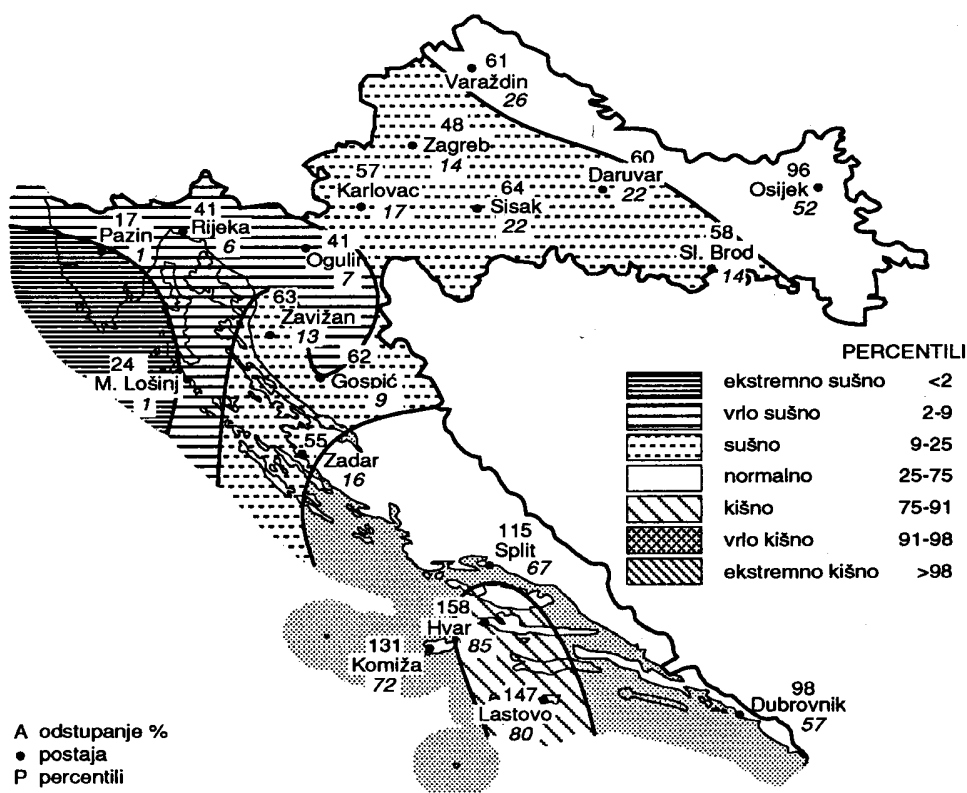 61
Varaždin
26
48
Zagreb
14
60
Daruvar
22
96
Osijek
52
57
Karlovac
17
64
Sisak
22
58
Sl. Brod
14
17
Pazin
1
41
Rijeka
6
41
Ogulin
7
63
Zavižan
13
62
Gospić
9
24
M. Lošinj
1
55
Zadar
16
115
Split
67
158
Hvar
85
131
Komiža
72
147
Lastovo
80
98
Dubrovnik
57
PERCENTILI
ekstremno sušno <2
vrlo sušno 2-9
sušno 9-25
normalno 25-75
kišno 75-91
vrlo kišno 91-98
ekstremno kišno >98
A odstupanje %
• postaja
P percentili